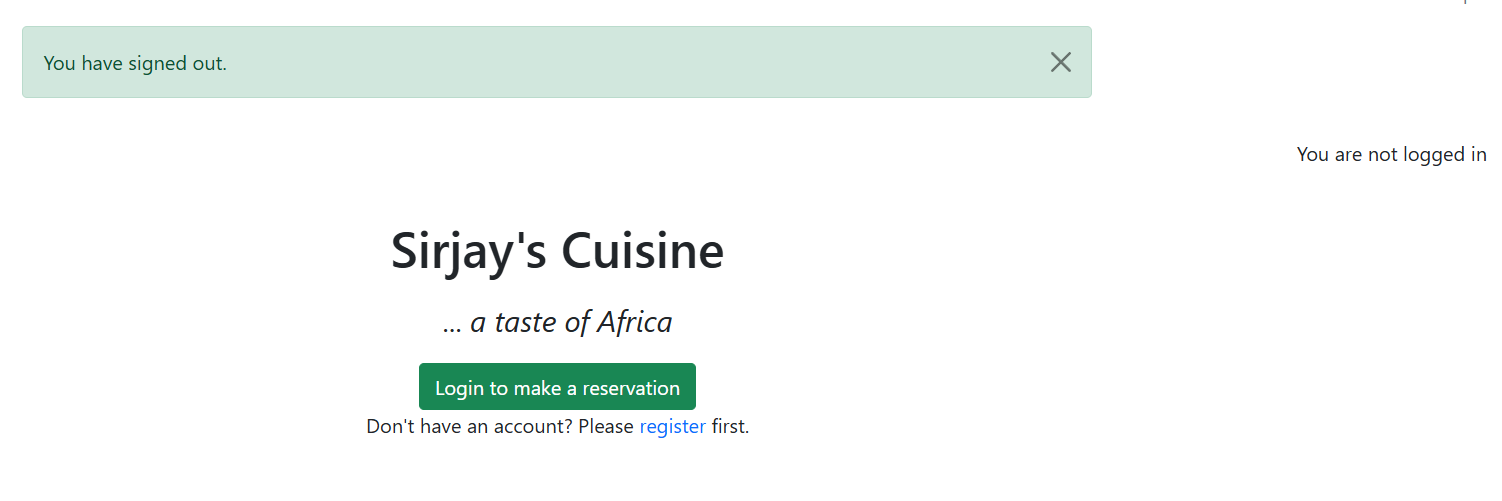 You have signed out.
You are not logged in
Sirjay's Cuisine
... a taste of Africa
Login to make a reservation
Don't have an account? Please register first.